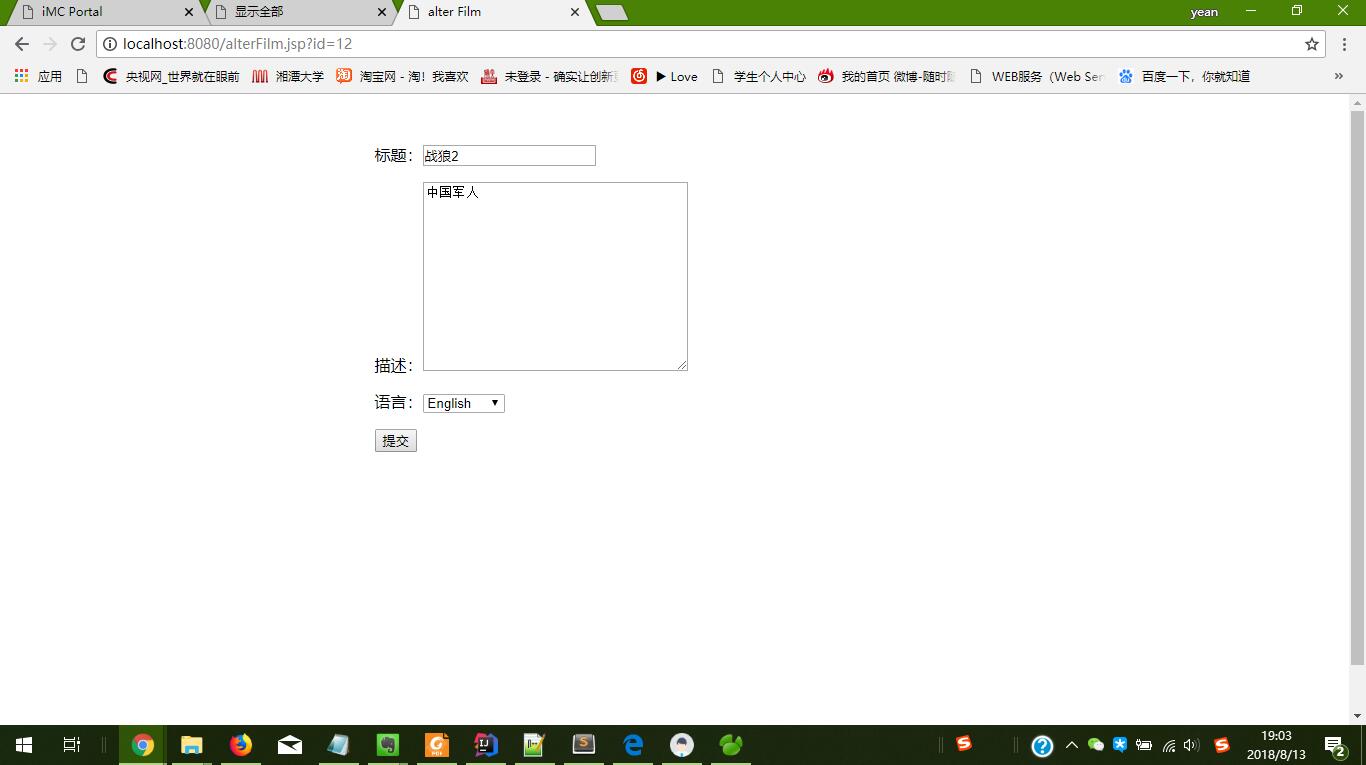 iMC Portal
显示全部
alter Film
yean
localhost:8080/alterFilm.jsp?id=12
应用
央视网_世界就在眼前
湘潭大学
淘宝网 - 淘！我喜欢
未登录 - 确实让创新
▶ Love
学生个人中心
我的首页 微博-随时
WEB服务（Web Ser
百度一下，你就知道
»
标题：战狼2
中国军人
描述：
语言：English
提交
19:03
2018/8/13
2